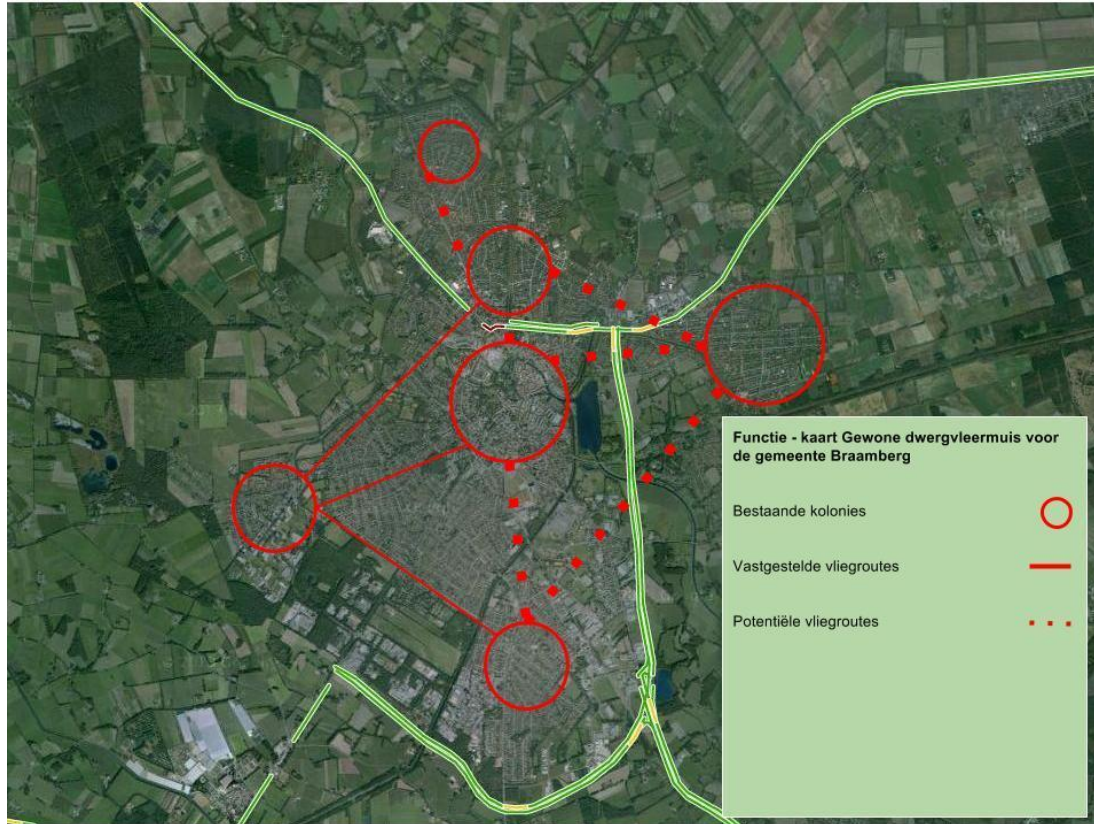 Functie - kaart Gewone dwergvleermuis voor
de gemeente Braamberg
Bestaande kolonies
Vastgestelde vliegroutes
Potentiële vliegroutes